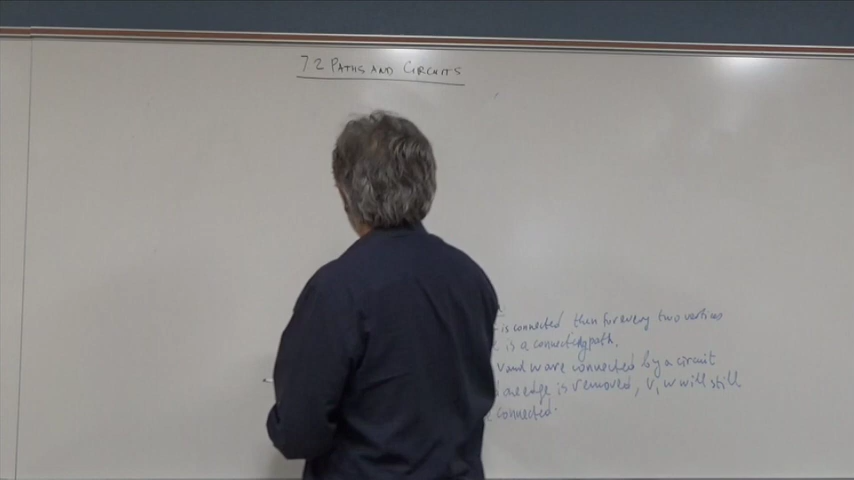 7.2 PATHS AND CIRCUITS
is connected then for every two vertices
is a connecting path.
v and w are connected by a circuit
one edge is removed, v, w will still
connected.